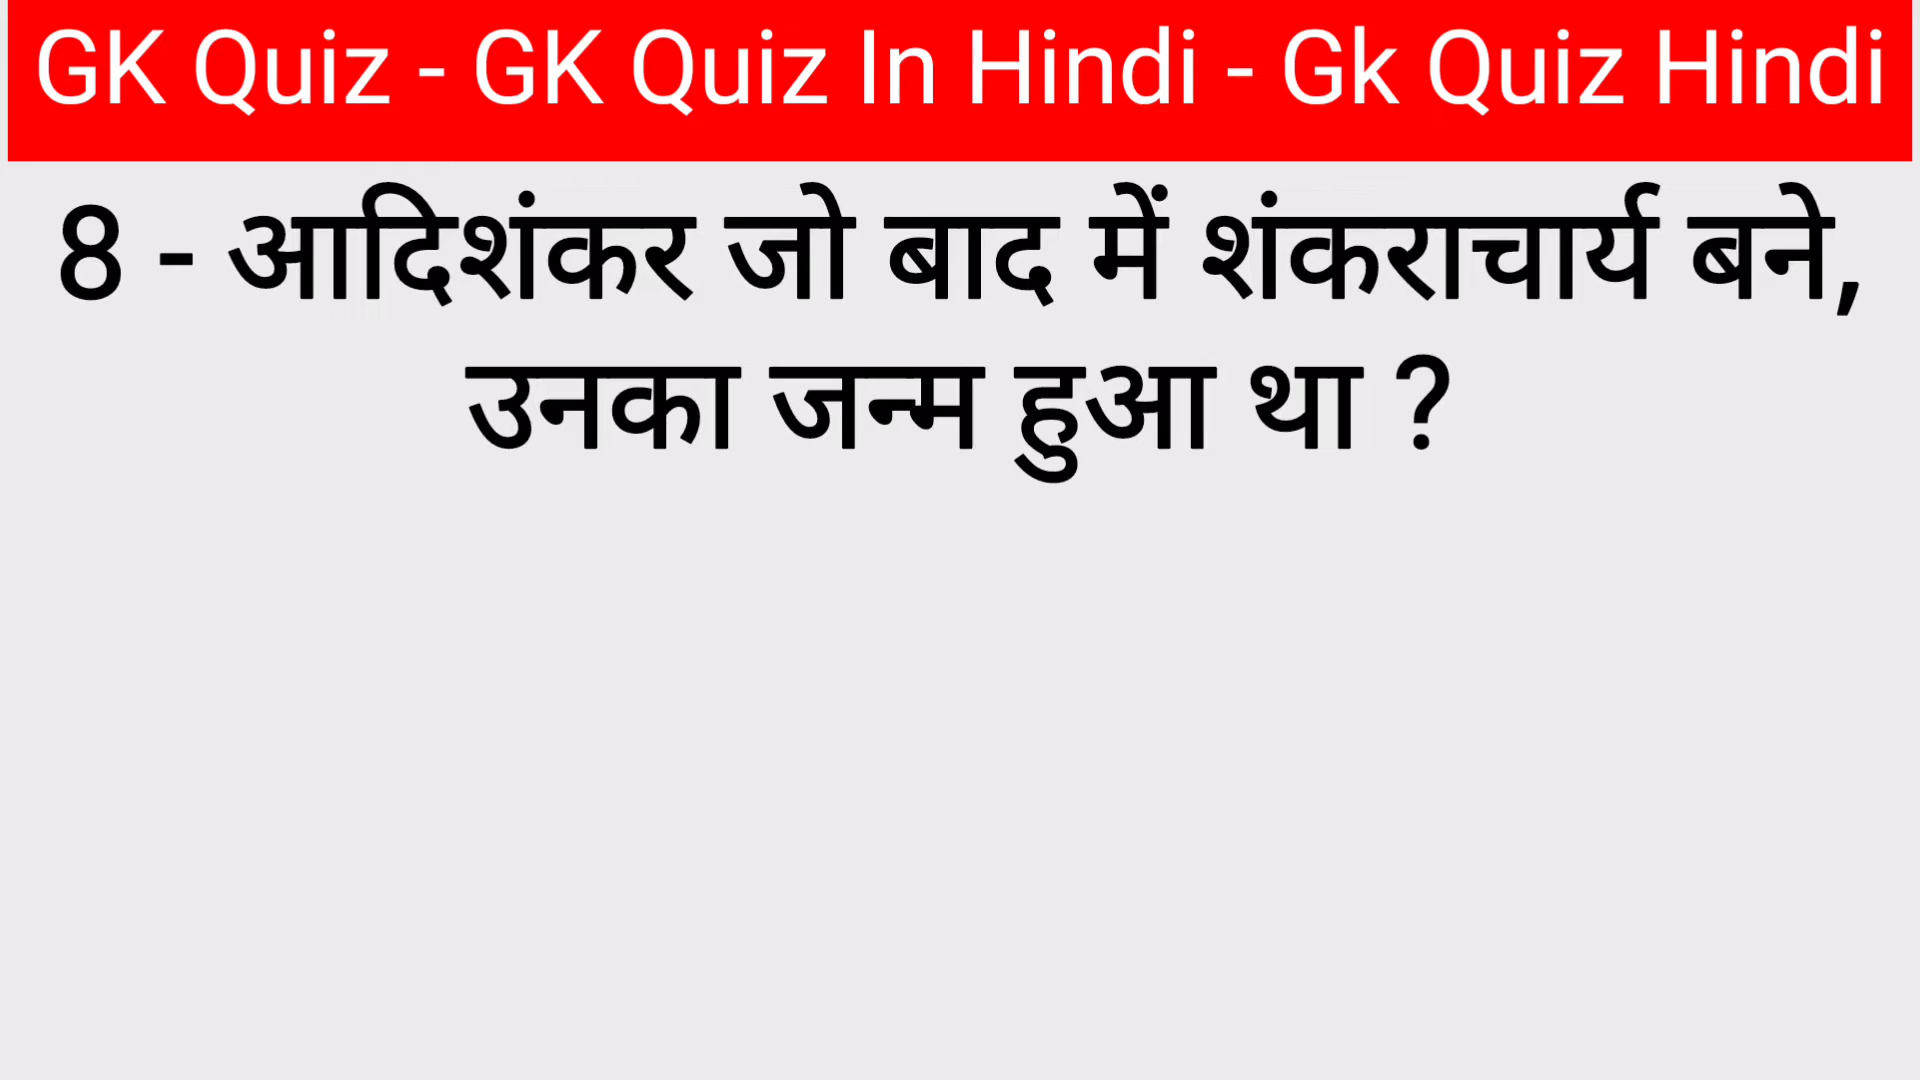 GK Quiz - GK Quiz In Hindi - Gk Quiz Hindi
8 - आदिशंकर जो बाद में शंकराचार्य बने,
उनका जन्म हुआ था ?